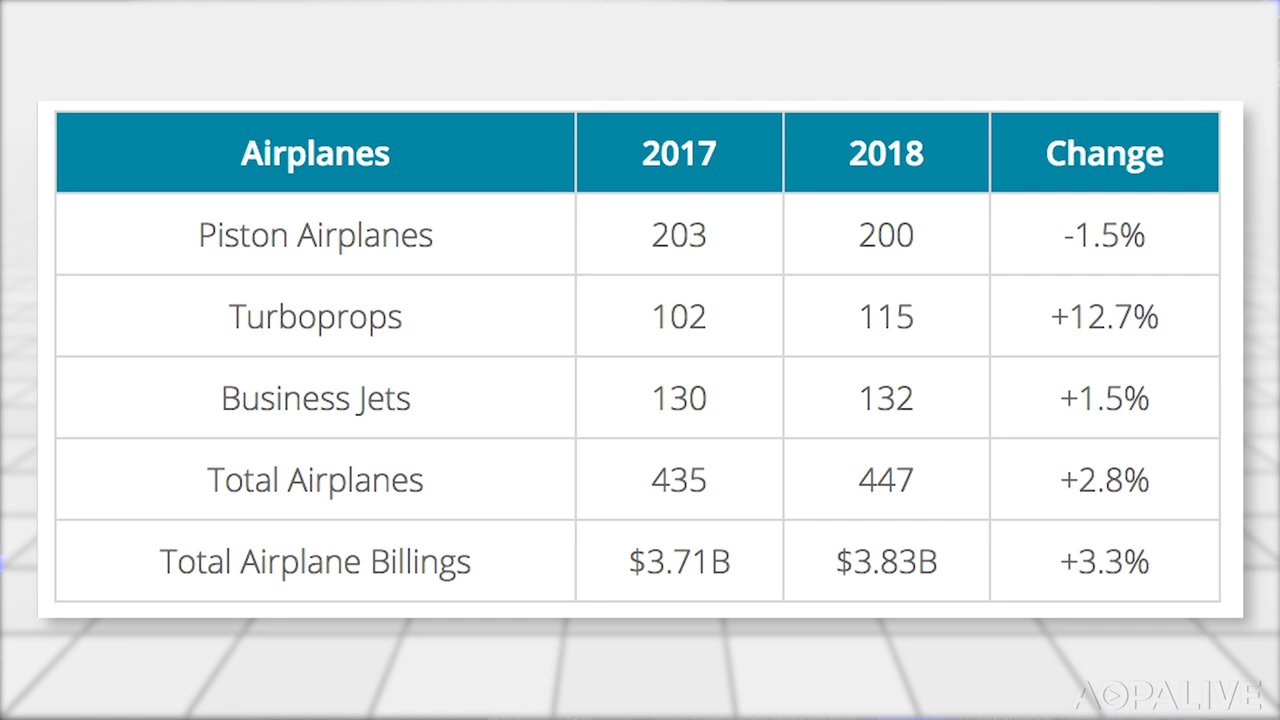 Airplanes 2017 2018 Change
Piston Airplanes 203 200 -1.5%
Turboprops 102 115 +12.7%
Business Jets 130 132 +1.5%
Total Airplanes 435 447 +2.8%
Total Airplane Billings $3.71B $3.83B +3.3%
AOPA LIVE